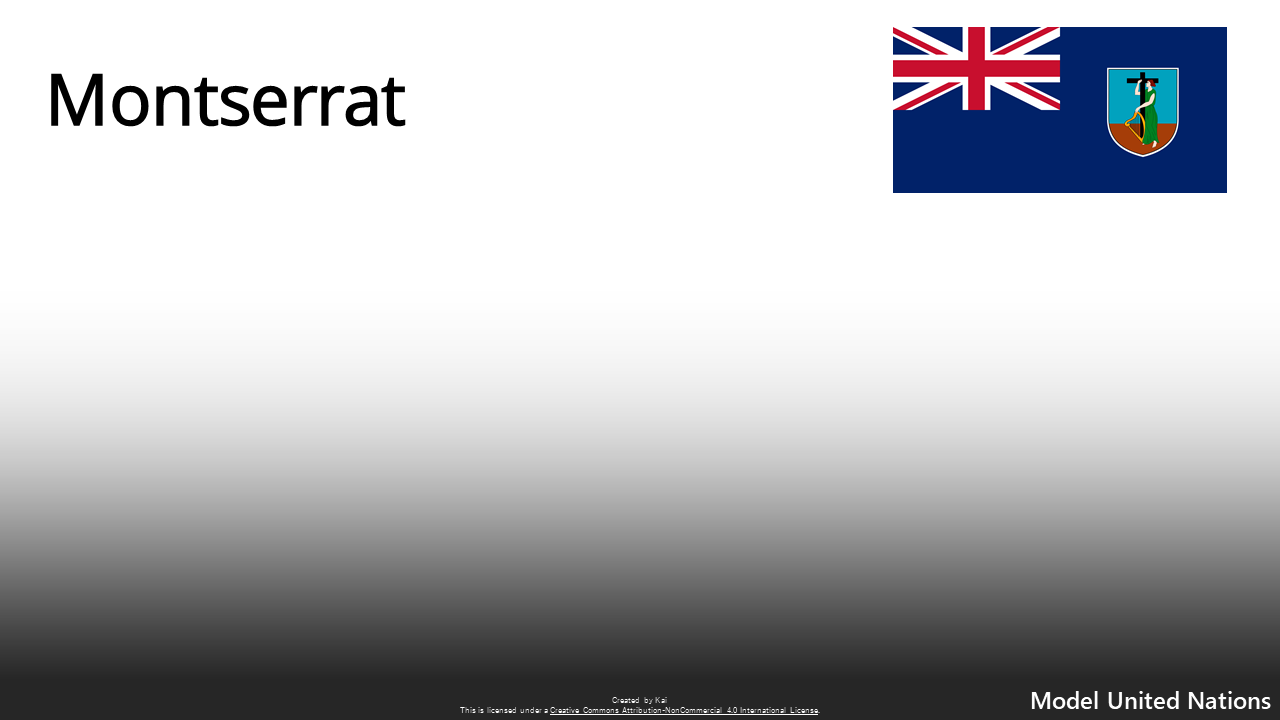 Montserrat
Created by Kai
This is licensed under a Creative Commons Attribution-NonCommercial 4.0 International License.
Model United Nations